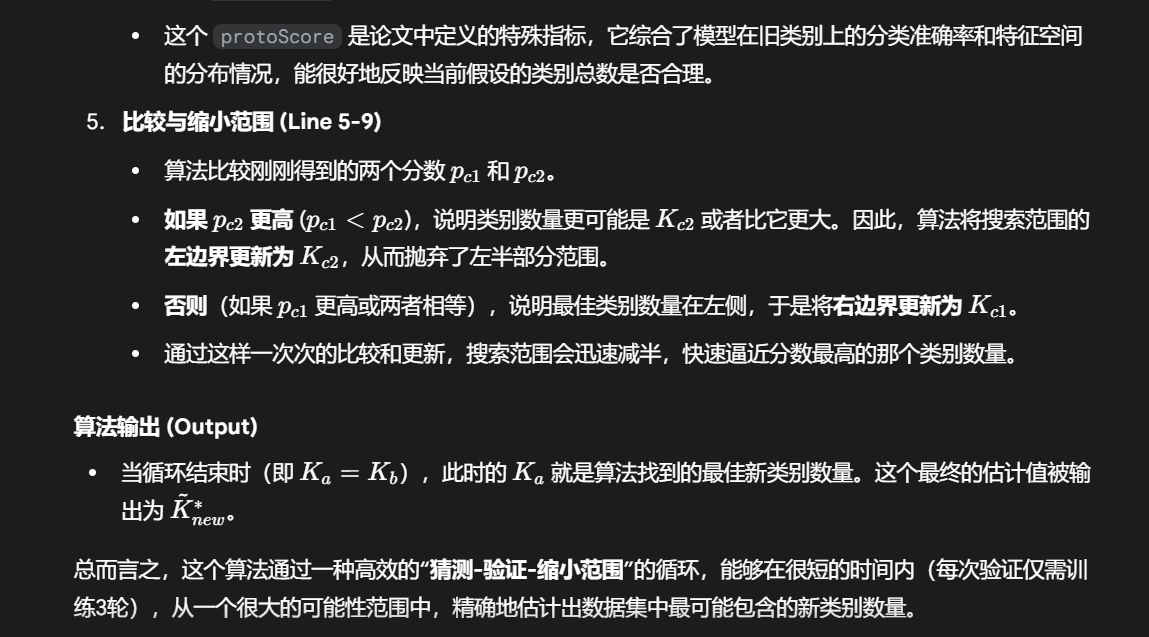 • 这个 protoScore 是论文中定义的特殊指标，它综合了模型在旧类别上的分类准确率和特征空间
的分布情况，能很好地反映当前假设的类别总数是否合理。
5. 比较与缩小范围 (Line 5-9)
• 算法比较刚刚得到的两个分数 p_{c1} 和 p_{c2}。
• 如果 p_{c2} 更高 (p_{c1} < p_{c2})，说明类别数量更可能是 K_{c2} 或者比它更大。因此，算法将搜索范围的
左边界更新为 K_{c2}，从而抛弃了左半部分范围。
• 否则（如果 p_{c1} 更高或两者相等），说明最佳类别数量在左侧，于是将右边界更新为 K_{c1}。
• 通过这样一次次的比较和更新，搜索范围会迅速减半，快速逼近分数最高的那个类别数量。
算法输出 (Output)
• 当循环结束时（即 K_a = K_b），此时的 K_a 就是算法找到的最佳新类别数量。这个最终的估计值被输
出为 \tilde{K}^*_{new}。
总而言之，这个算法通过一种高效的“猜测-验证-缩小范围”的循环，能够在很短的时间内（每次验证仅需训
练3轮），从一个很大的可能性范围中，精确地估计出数据集中最可能包含的新类别数量。